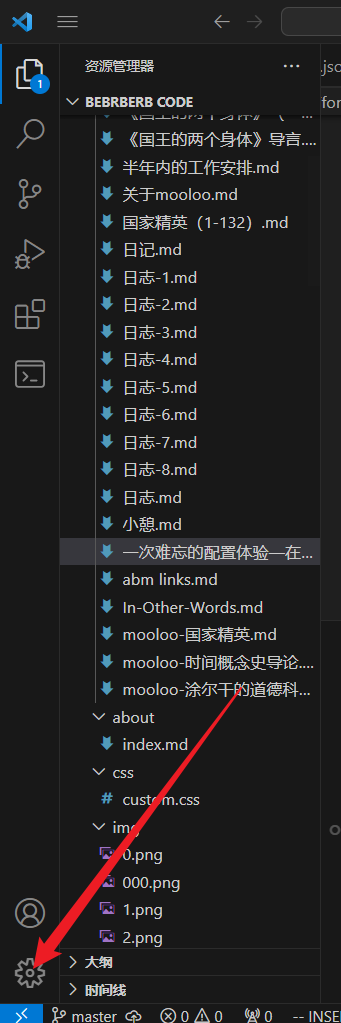 资源管理器
.jso
1
BEBRBERB CODE
for
《国王的两个身体》导言....
半年内的工作安排.md
关于mooloo.md
国家精英（1-132）.md
日记.md
日志-1.md
日志-2.md
日志-3.md
日志-4.md
日志-5.md
日志-6.md
日志-7.md
日志-8.md
日志.md
小憩.md
一次难忘的配置体验—在...
abm links.md
In-Other-Words.md
mooloo-国家精英.md
mooloo-时间概念史导论....
mooloo-涂尔干的道德科...
about
index.md
css
custom.css
img
0.png
000.png
1.png
2.png
大纲
时间线
master
0
0
0
-- INSE